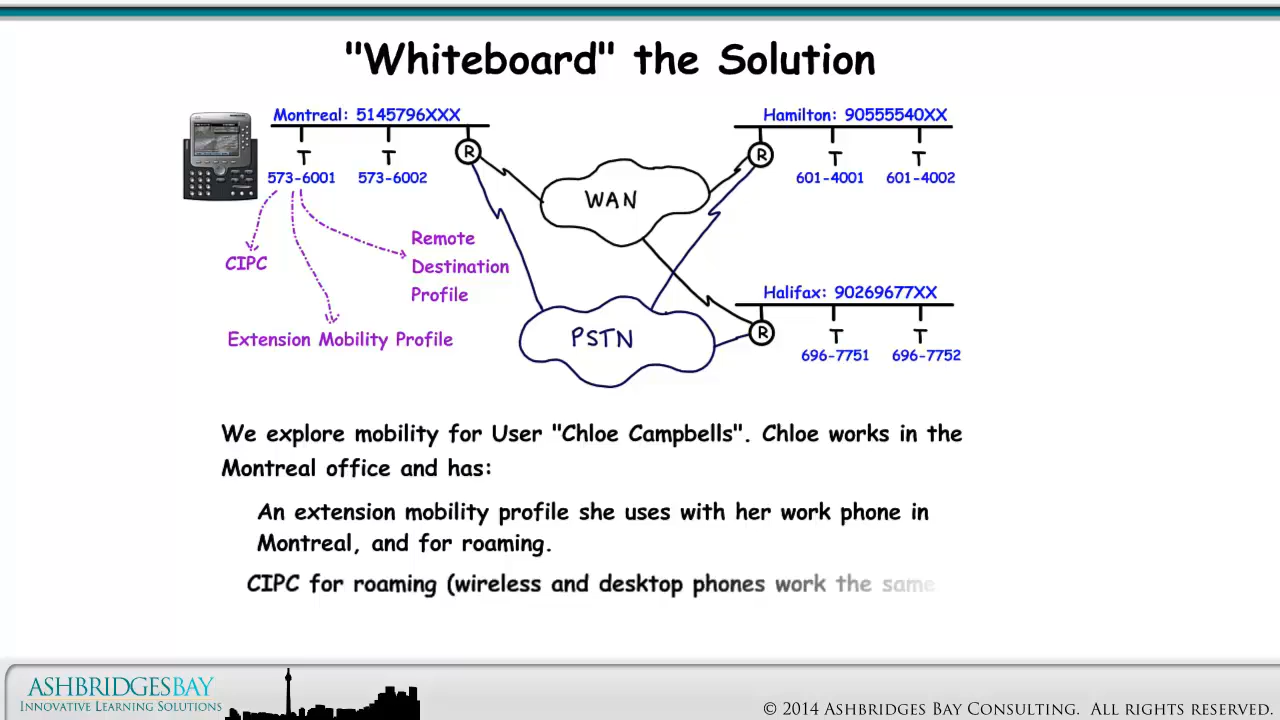 "Whiteboard" the Solution
Montreal: 5145796XXX
Hamilton: 90555540XX
T
T
R
R
T
T
573-6001
573-6002
601-4001
601-4002
WAN
Remote
Destination
Profile
CIPC
Halifax: 90269677XX
PSTN
R
T
T
Extension Mobility Profile
696-7751
696-7752
We explore mobility for User "Chloe Campbells". Chloe works in the
Montreal office and has:
An extension mobility profile she uses with her work phone in
Montreal, and for roaming.
CIPC for roaming (wireless and desktop phones work the same
ASHBRIDGESBAY
INNOVATIVE LEARNING SOLUTIONS
© 2014 ASHBRIDGES BAY CONSULTING. ALL RIGHTS RESERVED.